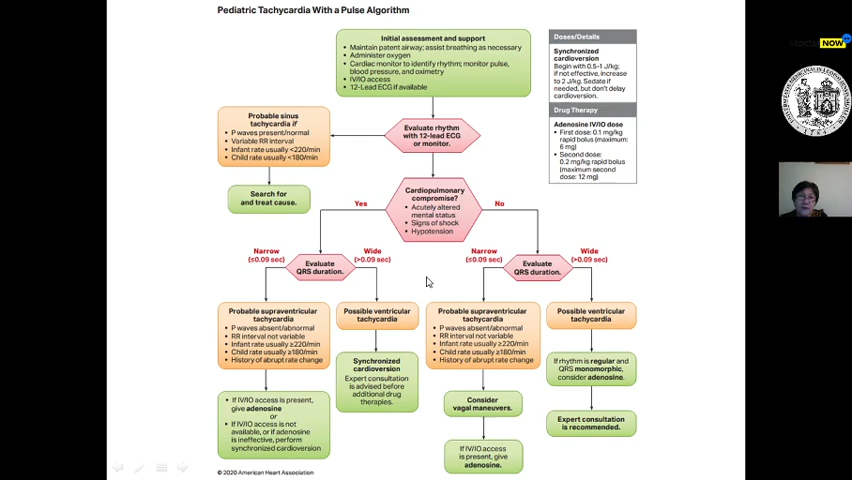 Pediatric Tachycardia With a Pulse Algorithm
Initial assessment and support
• Maintain patent airway; assist breathing as necessary
• Administer oxygen
• Cardiac monitor to identify rhythm; monitor pulse,
blood pressure, and oximetry
• IV/IO access
• 12-Lead ECG if available
Doses/Details
Synchronized
cardioversion
Begin with 0.5-1 J/kg;
if not effective, increase
to 2 J/kg. Sedate if
needed, but don't delay
cardioversion.
Drug Therapy
Adenosine IV/IO dose
• First dose: 0.1 mg/kg
rapid bolus (maximum:
6 mg)
• Second dose:
0.2 mg/kg rapid bolus
(maximum second
dose: 12 mg)
NOW
Probable sinus
tachycardia if
• P waves present/normal
• Variable RR interval
• Infant rate usually <220/min
• Child rate usually <180/min
Evaluate rhythm
with 12-lead ECG
or monitor.
Search for
and treat cause.
Cardiopulmonary
compromise?
• Acutely altered
mental status
• Signs of shock
• Hypotension
Yes
No
Narrow
(≤0.09 sec)
Wide
(>0.09 sec)
Evaluate
QRS duration.
Narrow
(≤0.09 sec)
Wide
(>0.09 sec)
Evaluate
QRS duration.
Probable supraventricular
tachycardia
• P waves absent/abnormal
• RR interval not variable
• Infant rate usually ≥220/min
• Child rate usually ≥180/min
• History of abrupt rate change
Possible ventricular
tachycardia
Probable supraventricular
tachycardia
• P waves absent/abnormal
• RR interval not variable
• Infant rate usually ≥220/min
• Child rate usually ≥180/min
• History of abrupt rate change
Possible ventricular
tachycardia
• If IV/IO access is present,
give adenosine
or
• If IV/IO access is not
available, or if adenosine
is ineffective, perform
synchronized cardioversion
Synchronized
cardioversion
Expert consultation
is advised before
additional drug
therapies.
Consider
vagal maneuvers.
If IV/IO access
is present, give
adenosine.
If rhythm is regular and
QRS monomorphic,
consider adenosine.
Expert consultation
is recommended.
© 2020 American Heart Association